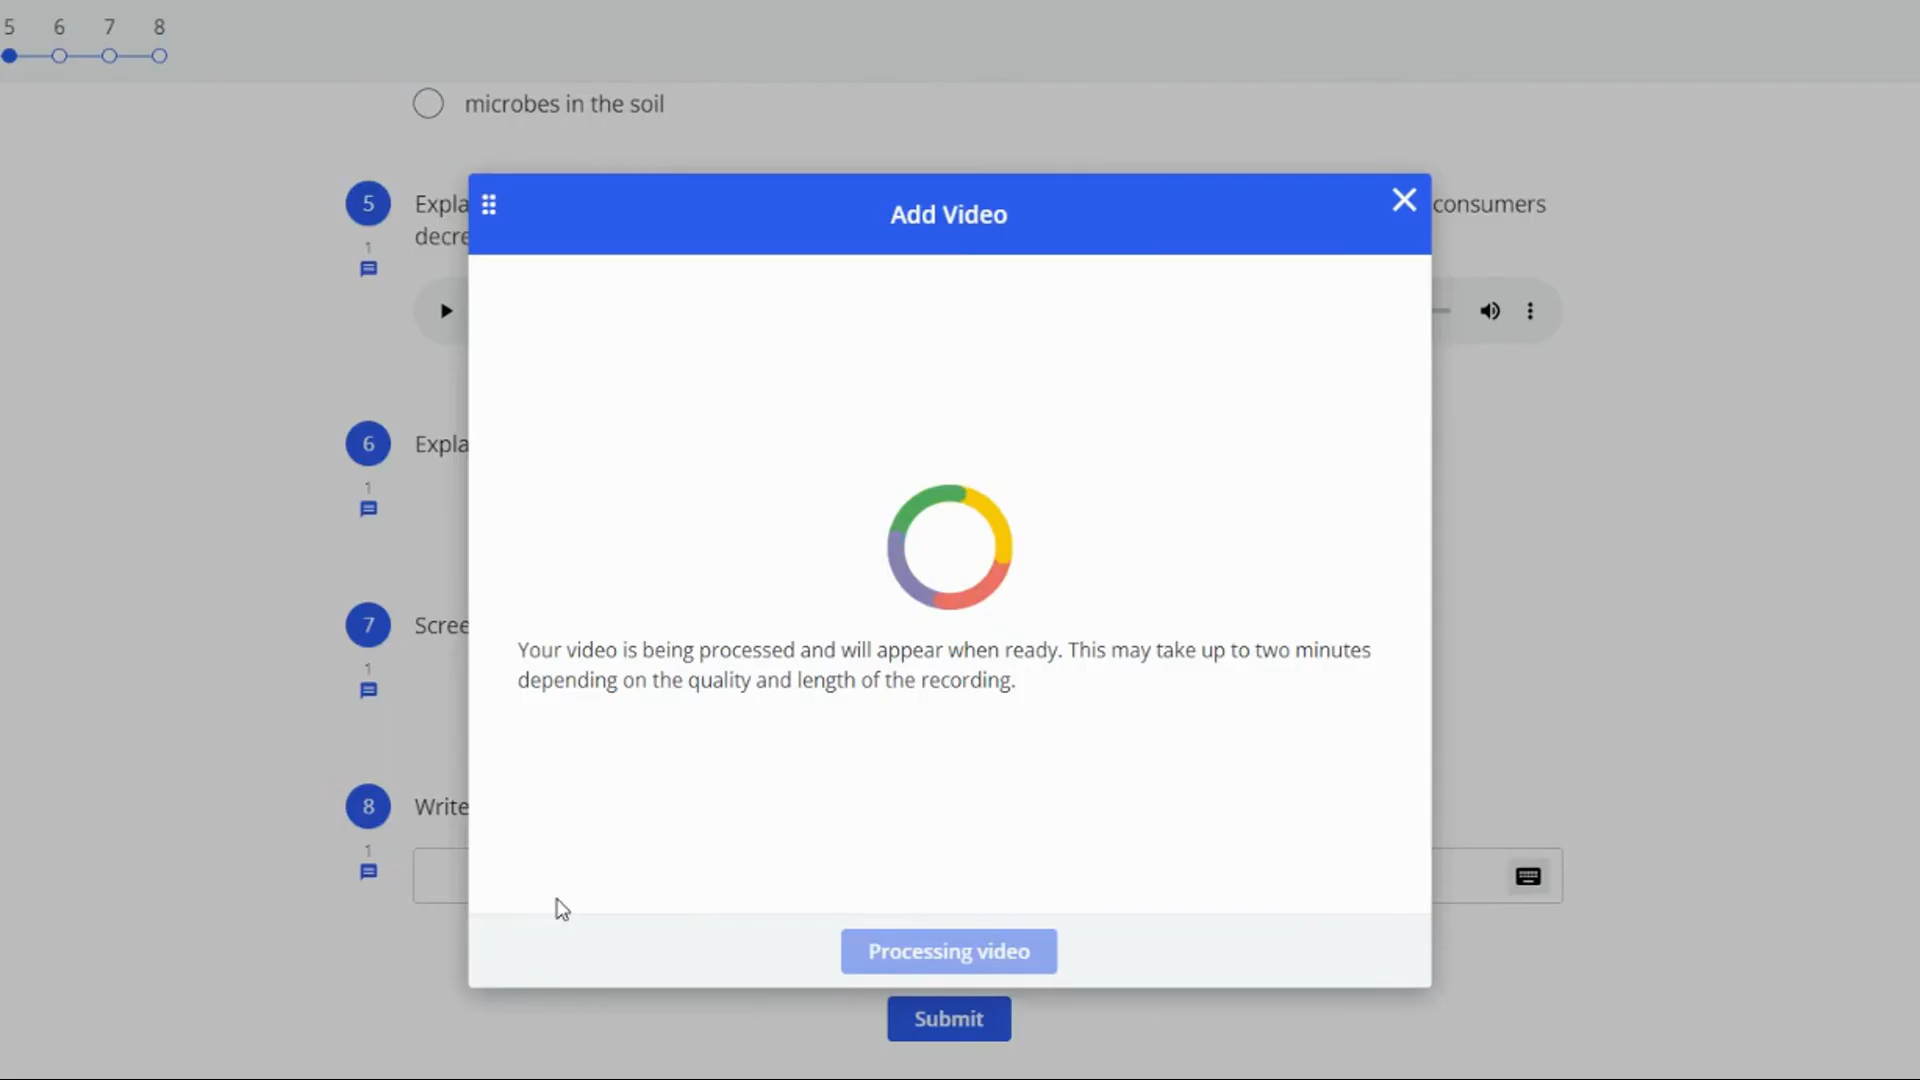 5 6 7 8
microbes in the soil
5
Expla
consumers
decre
1
Add Video
6
Expla
1
Your video is being processed and will appear when ready. This may take up to two minutes
depending on the quality and length of the recording.
7
Scree
1
8
Write
1
Processing video
Submit